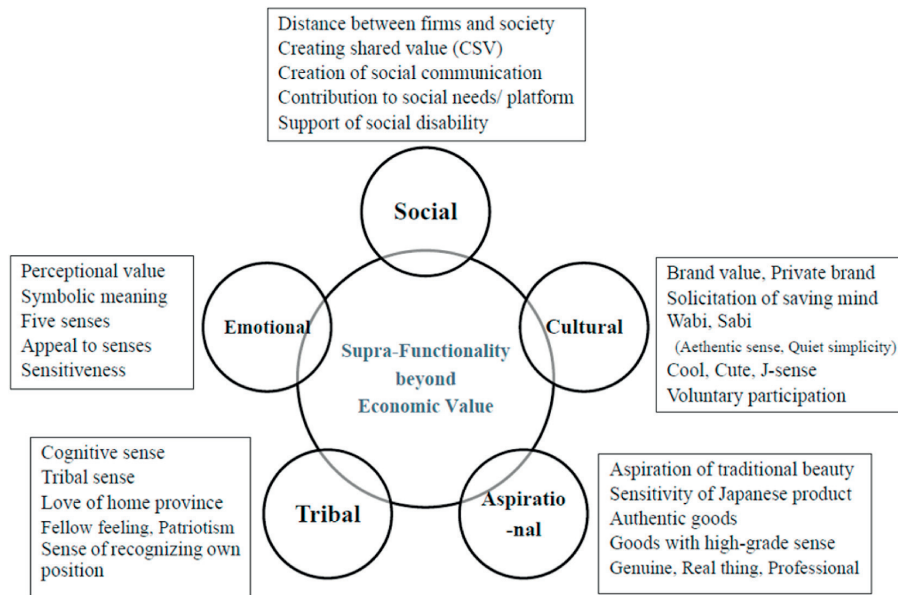 Distance between firms and society
Creating shared value (CSV)
Creation of social communication
Contribution to social needs/ platform
Support of social disability
Social
Perceptional value
Symbolic meaning
Five senses
Appeal to senses
Sensitiveness
Emotional
Cultural
Brand value, Private brand
Solicitation of saving mind
Wabi, Sabi
(Aethentic sense, Quiet simplicity)
Cool, Cute, J-sense
Voluntary participation
Supra-Functionality
beyond
Economic Value
Cognitive sense
Tribal sense
Love of home province
Fellow feeling, Patriotism
Sense of recognizing own
position
Tribal
Aspiratio
-nal
Aspiration of traditional beauty
Sensitivity of Japanese product
Authentic goods
Goods with high-grade sense
Genuine, Real thing, Professional